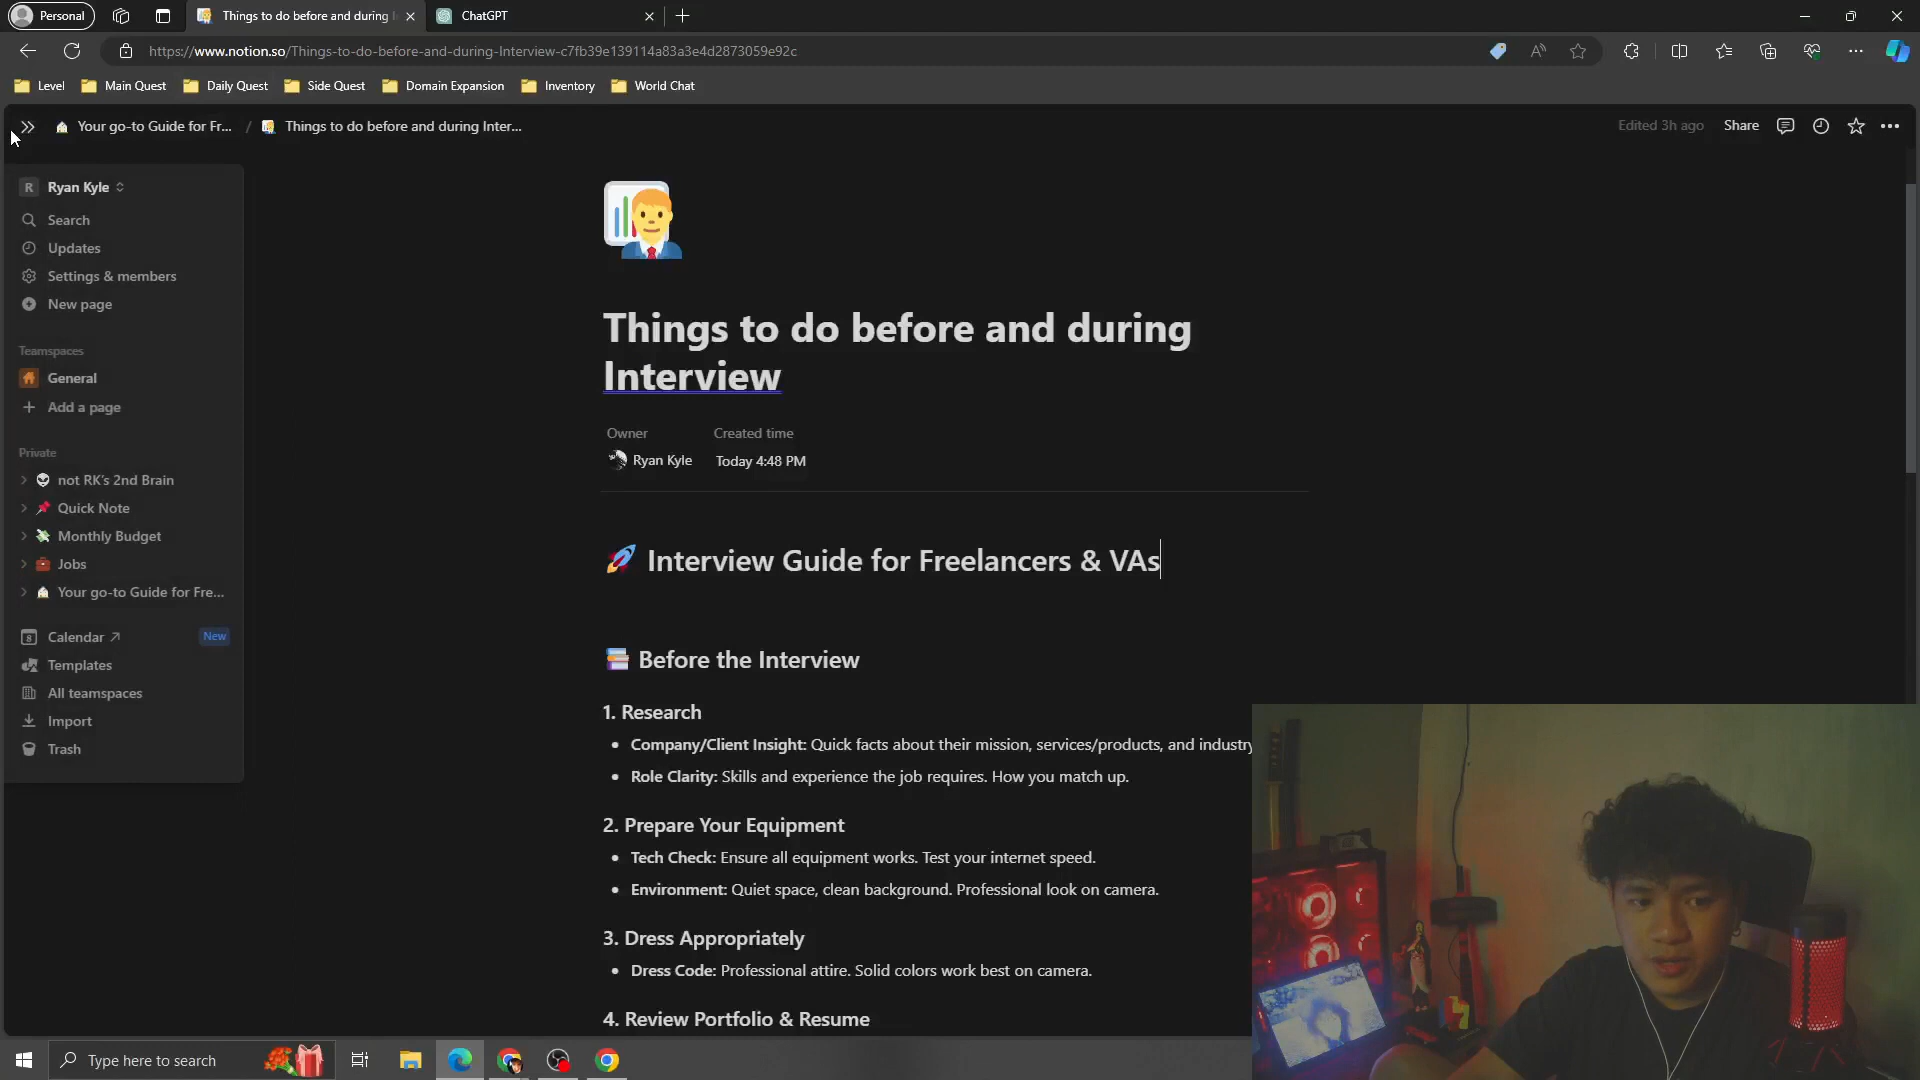 Personal
Things to do before and during I
ChatGPT
https://www.notion.so/Things-to-do-before-and-during-Interview-c7fb39e139114a83a3e4d2873059e92c
Level
Main Quest
Daily Quest
Side Quest
Domain Expansion
Inventory
World Chat
Your go-to Guide for Fr... / Things to do before and during Inter...
Edited 3h ago
Share
R Ryan Kyle
Search
Updates
Settings & members
New page
Teamspaces
General
Add a page
Private
not RK's 2nd Brain
Quick Note
Monthly Budget
Jobs
Your go-to Guide for Fre...
Calendar ↗ New
Templates
All teamspaces
Import
Trash
Things to do before and during
Interview
Owner Created time
Ryan Kyle Today 4:48 PM
🚀 Interview Guide for Freelancers & VAs
📚 Before the Interview
1. Research
• Company/Client Insight: Quick facts about their mission, services/products, and industry
• Role Clarity: Skills and experience the job requires. How you match up.
2. Prepare Your Equipment
• Tech Check: Ensure all equipment works. Test your internet speed.
• Environment: Quiet space, clean background. Professional look on camera.
3. Dress Appropriately
• Dress Code: Professional attire. Solid colors work best on camera.
4. Review Portfolio & Resume
Type here to search